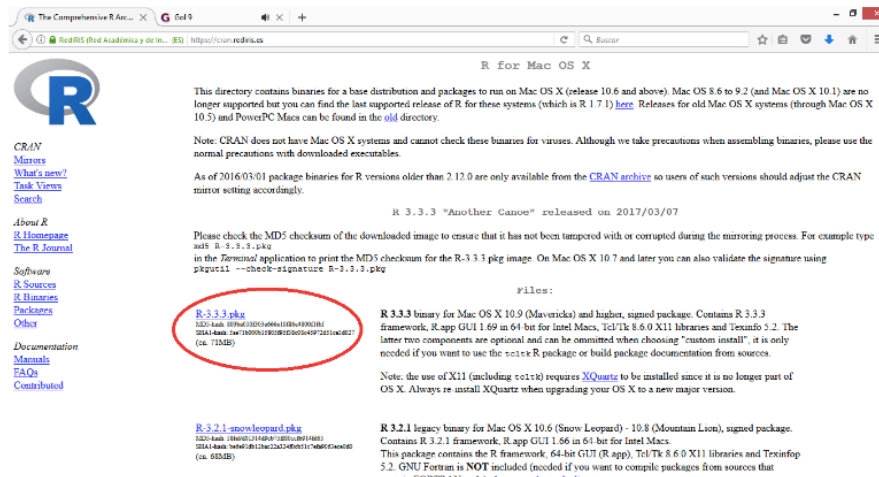 The Comprehensive R Arc...
Gol 9
RedIRIS (Red Académica y de In... (ES)
https://cran.rediris.es
Buscar
R
CRAN
Mirrors
What's new?
Task Views
Search
About R
R Homepage
The R Journal
Software
R Sources
R Binaries
Packages
Other
Documentation
Manuals
FAQs
Contributed
R for Mac OS X
This directory contains binaries for a base distribution and packages to run on Mac OS X (release 10.6 and above). Mac OS 8.6 to 9.2 (and Mac OS X 10.1) are no
longer supported but you can find the last supported release of R for these systems (which is R 1.7.1) here. Releases for old Mac OS X systems (through Mac OS X
10.5) and PowerPC Macs can be found in the old directory.
Note: CRAN does not have Mac OS X systems and cannot check these binaries for viruses. Although we take precautions when assembling binaries, please use the
normal precautions with downloaded executables.
As of 2016/03/01 package binaries for R versions older than 2.12.0 are only available from the CRAN archive so users of such versions should adjust the CRAN
mirror setting accordingly.
R 3.3.3 "Another Canoe" released on 2017/03/07
Please check the MD5 checksum of the downloaded image to ensure that it has not been tampered with or corrupted during the mirroring process. For example type
md5 R-3.3.3.pkg
in the Terminal application to print the MD5 checksum for the R-3.3.3 pkg image. On Mac OS X 10.7 and later you can also validate the signature using
pkgutil --check-signature R-3.3.3.pkg
Files:
R-3.3.3.pkg
MD5-hash:
SHA1-hash:
(ca. 71MB)
R 3.3.3 binary for Mac OS X 10.9 (Mavericks) and higher, signed package. Contains R 3.3.3
framework, R.app GUI 1.69 in 64-bit for Intel Macs, Tcl/Tk 8.6.0 X11 libraries and Texinfo 5.2. The
latter two components are optional and can be ommitted when choosing "custom install", it is only
needed if you want to use the tcltk R package or build package documentation from sources.
Note: the use of X11 (including tcltk) requires XQuartz to be installed since it is no longer part of
OS X. Always re-install XQuartz when upgrading your OS X to a new major version.
R-3.2.1-snowleopard.pkg
MD5-hash:
SHA1-hash:
(ca. 68MB)
R 3.2.1 legacy binary for Mac OS X 10.6 (Snow Leopard) - 10.8 (Mountain Lion), signed package.
Contains R 3.2.1 framework, R.app GUI 1.66 in 64-bit for Intel Macs.
This package contains the R framework, 64-bit GUI (R.app), Tcl/Tk 8.6.0 X11 libraries and Texinfop
5.2. GNU Fortran is NOT included (needed if you want to compile packages from sources that